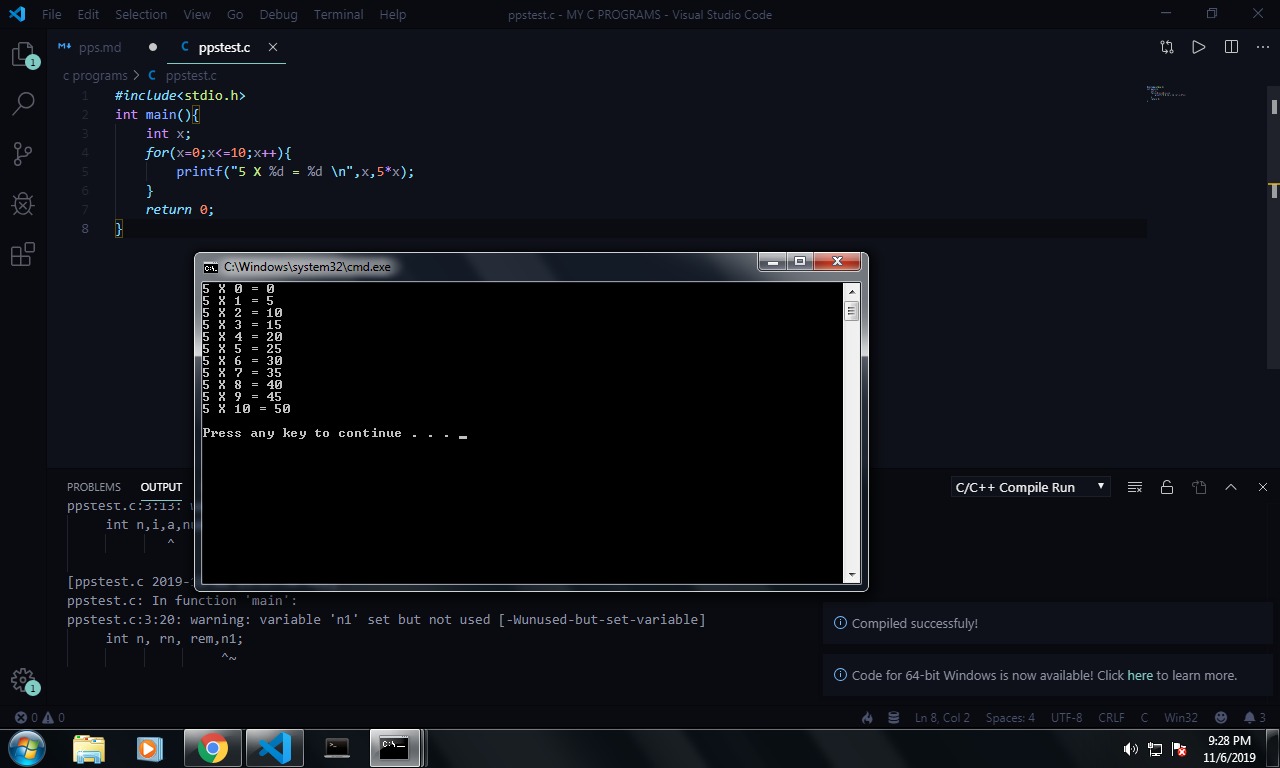 File Edit Selection View Go Debug Terminal Help ppstest.c - MY C PROGRAMS - Visual Studio Code
pps.md ppstest.c
c programs > C ppstest.c
1 #include<stdio.h>
2 int main(){
3 int x;
4 for(x=0;x<=10;x++){
5 printf("5 X %d = %d \n",x,5*x);
6 }
7 return 0;
8 }
1
C:\Windows\system32\cmd.exe
5 X 0 = 0
5 X 1 = 5
5 X 2 = 10
5 X 3 = 15
5 X 4 = 20
5 X 5 = 25
5 X 6 = 30
5 X 7 = 35
5 X 8 = 40
5 X 9 = 45
5 X 10 = 50
Press any key to continue . . . _
PROBLEMS OUTPUT C/C++ Compile Run
ppstest.c:3:13:
int n,i,a,
^
[ppstest.c 2019-
ppstest.c: In function 'main':
ppstest.c:3:20: warning: variable 'n1' set but not used [-Wunused-but-set-variable]
int n, rn, rem,n1;
^~
Compiled successfuly!
Code for 64-bit Windows is now available! Click here to learn more.
1
0 0 Ln 8, Col 2 Spaces: 4 UTF-8 CRLF C Win32 3
9:28 PM
11/6/2019